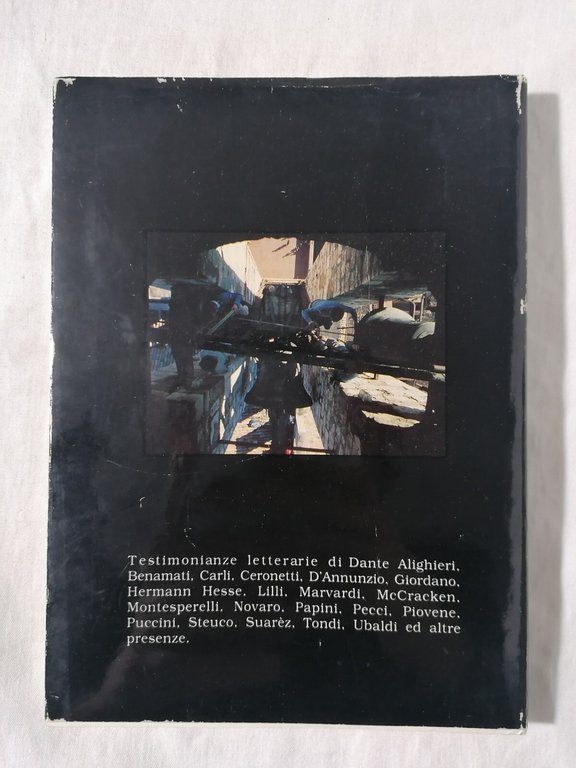 Testimonianze letterarie di Dante Alighieri,
Benamati, Carli, Ceronetti, D'Annunzio, Giordano,
Hermann Hesse, Lilli, Marvardi, McCracken,
Montesperelli, Novaro, Papini, Pecci, Piovene,
Puccini, Steuco, Suarèz, Tondi, Ubaldi ed altre
presenze.